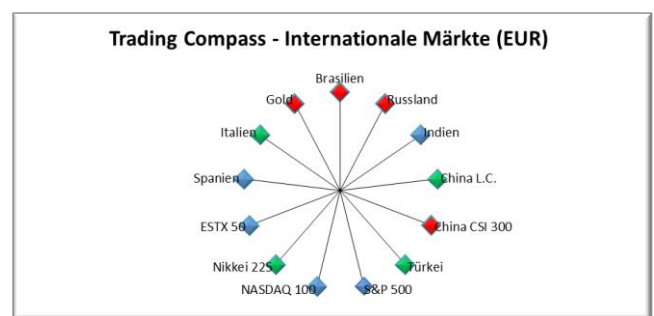 Trading Compass - Internationale Märkte (EUR)
Brasilien
Gold
Russland
Italien
Indien
Spanien
China L.C.
ESTX 50
China CSI 300
Nikkei 225
Türkei
NASDAQ 100
S&P 500